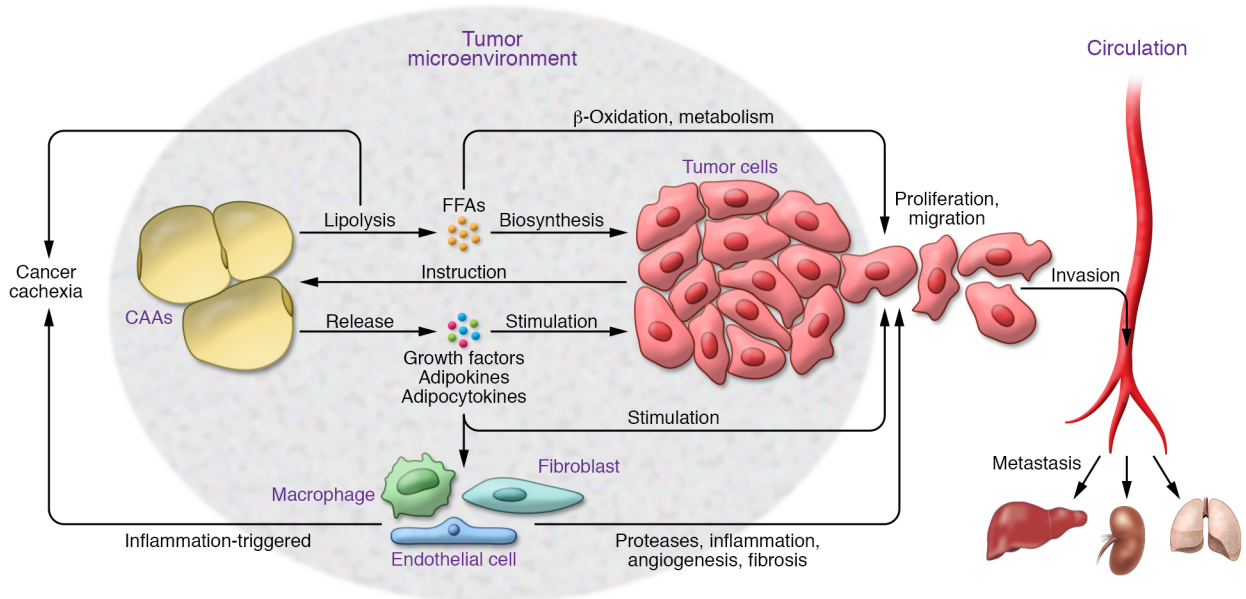 Tumor
microenvironment
Circulation
β-Oxidation, metabolism
Tumor cells
Proliferation,
migration
FFAs
Lipolysis
Biosynthesis
Cancer
cachexia
Instruction
Invasion
CAAs
Release
Stimulation
Growth factors
Adipokines
Adipocytokines
Stimulation
Metastasis
Fibroblast
Macrophage
Inflammation-triggered
Endothelial cell
Proteases, inflammation,
angiogenesis, fibrosis